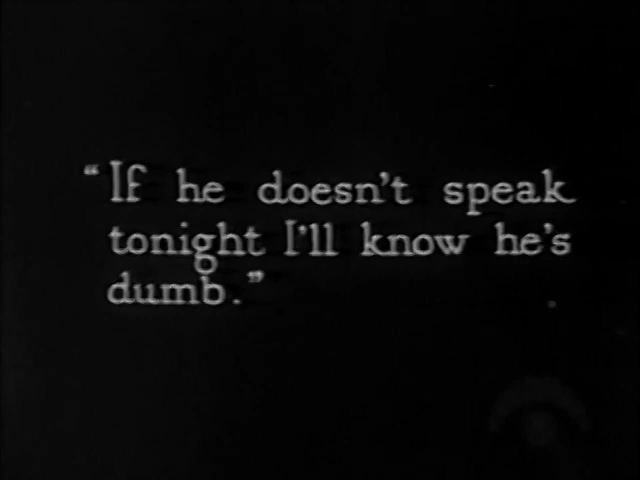 “If he doesn't speak
tonight I'll know he's
dumb.”